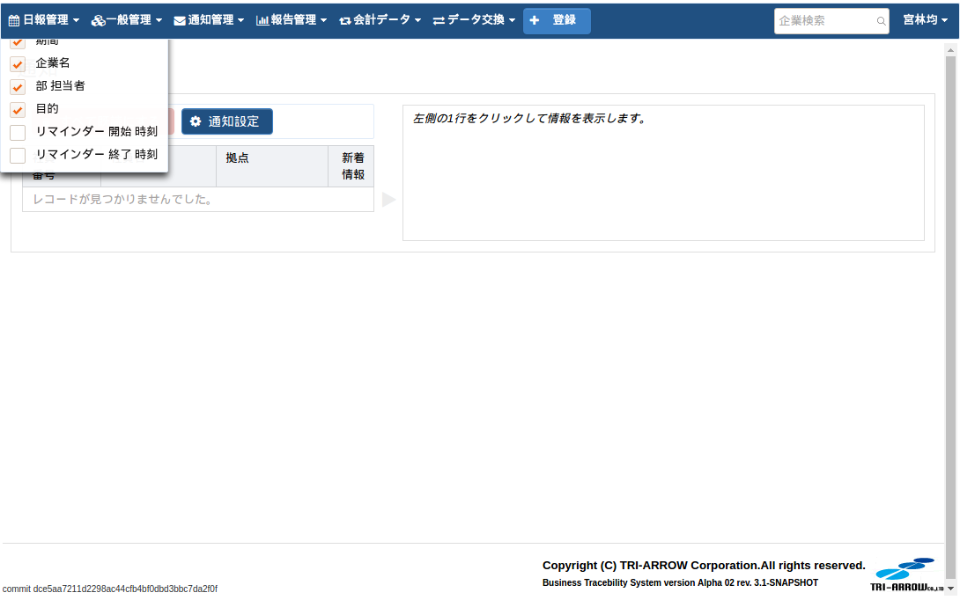 日報管理 一般管理 通知管理 報告管理 会計データ データ交換 登録 企業検索 宮林均
期間
企業名
部 担当者
目的
リマインダー 開始 時刻
リマインダー 終了 時刻
通知設定
拠点 新着情報
番号
レコードが見つかりませんでした。
左側の1行をクリックして情報を表示します。
Copyright (C) TRI-ARROW Corporation.All rights reserved.
Business Tracebility System version Alpha 02 rev. 3.1-SNAPSHOT
TRI-ARROW CO.,LTD
commit dce5aa7211d2298ac44cfb4bf0dbd3bbc7da2f0f